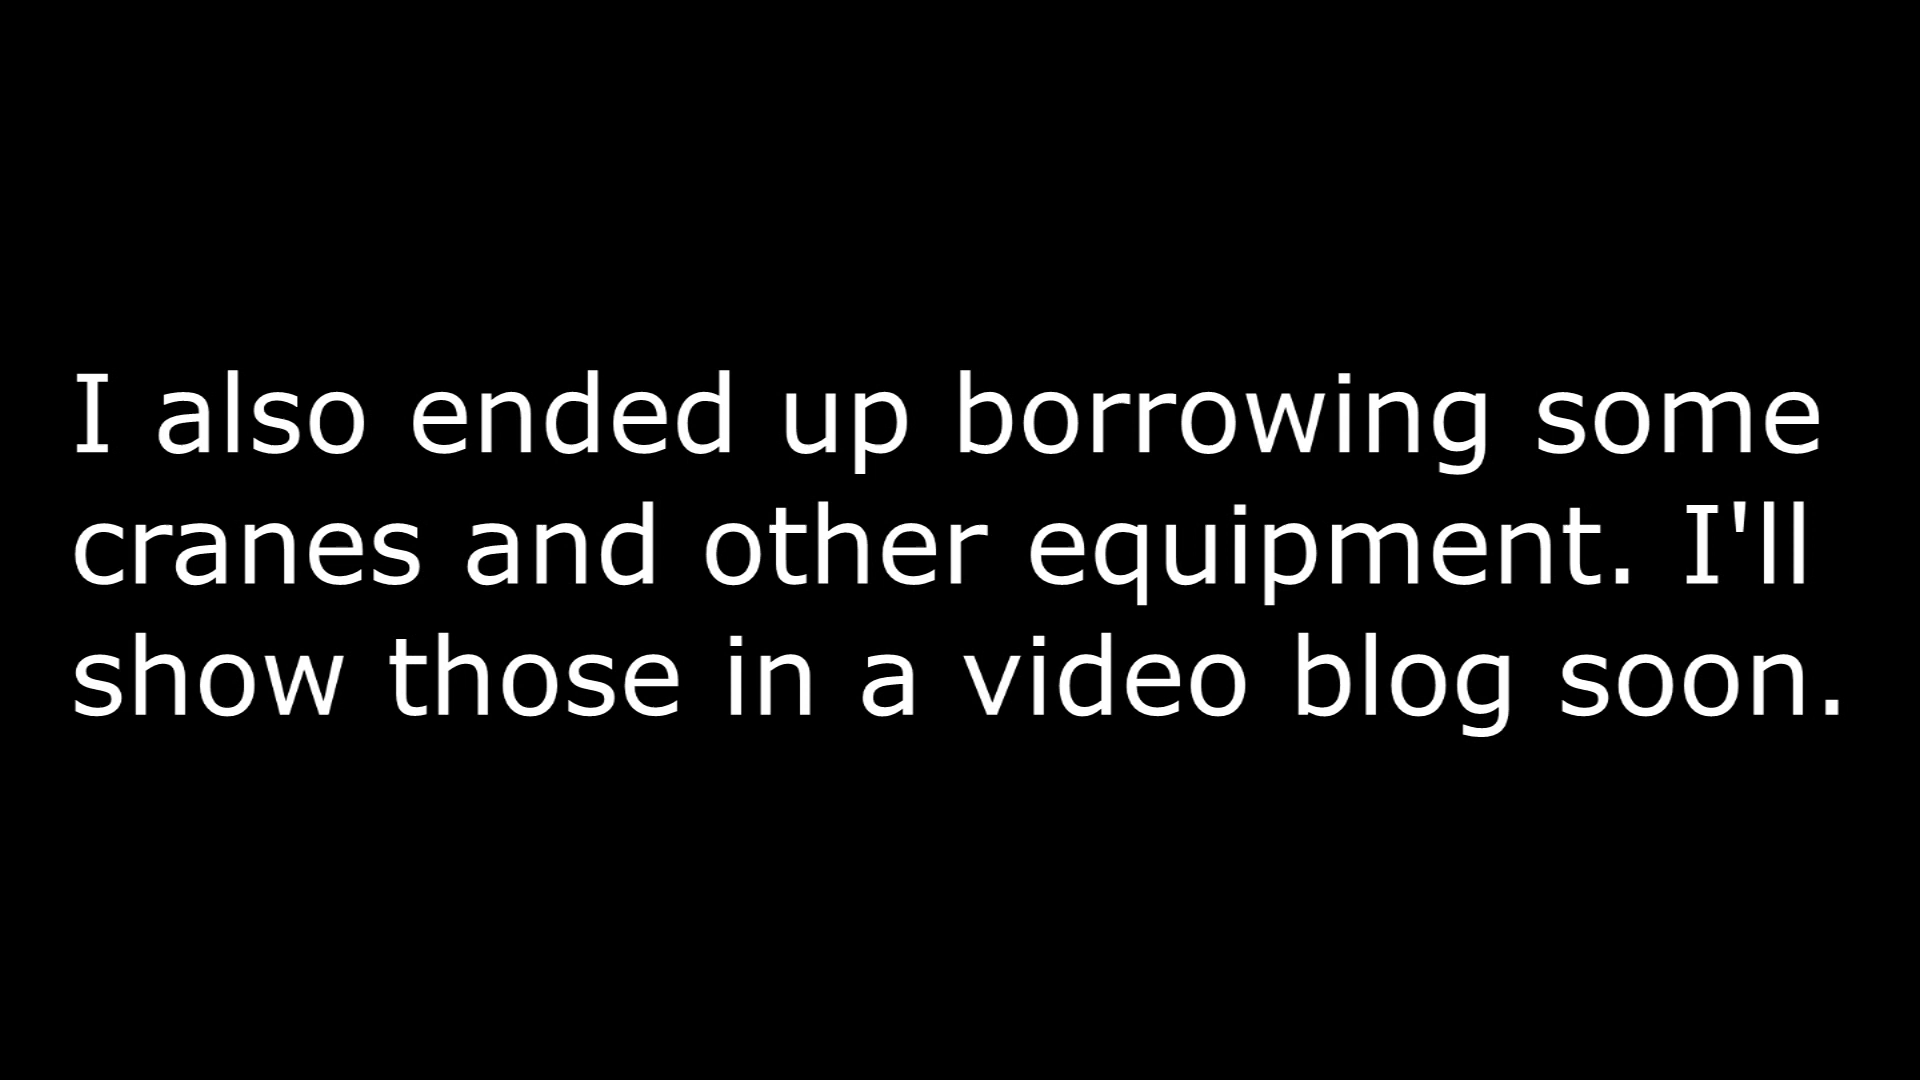 I also ended up borrowing some
cranes and other equipment. I'll
show those in a video blog soon.